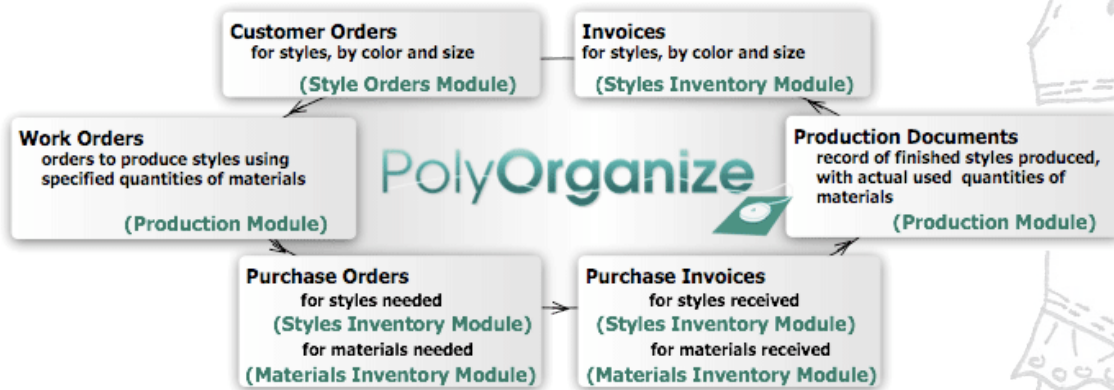 Customer Orders
for styles, by color and size
(Style Orders Module)
Invoices
for styles, by color and size
(Styles Inventory Module)
Work Orders
orders to produce styles using
specified quantities of materials
(Production Module)
PolyOrganize
Production Documents
record of finished styles produced,
with actual used quantities of
materials
(Production Module)
Purchase Orders
for styles needed
(Styles Inventory Module)
for materials needed
(Materials Inventory Module)
Purchase Invoices
for styles received
(Styles Inventory Module)
for materials received
(Materials Inventory Module)